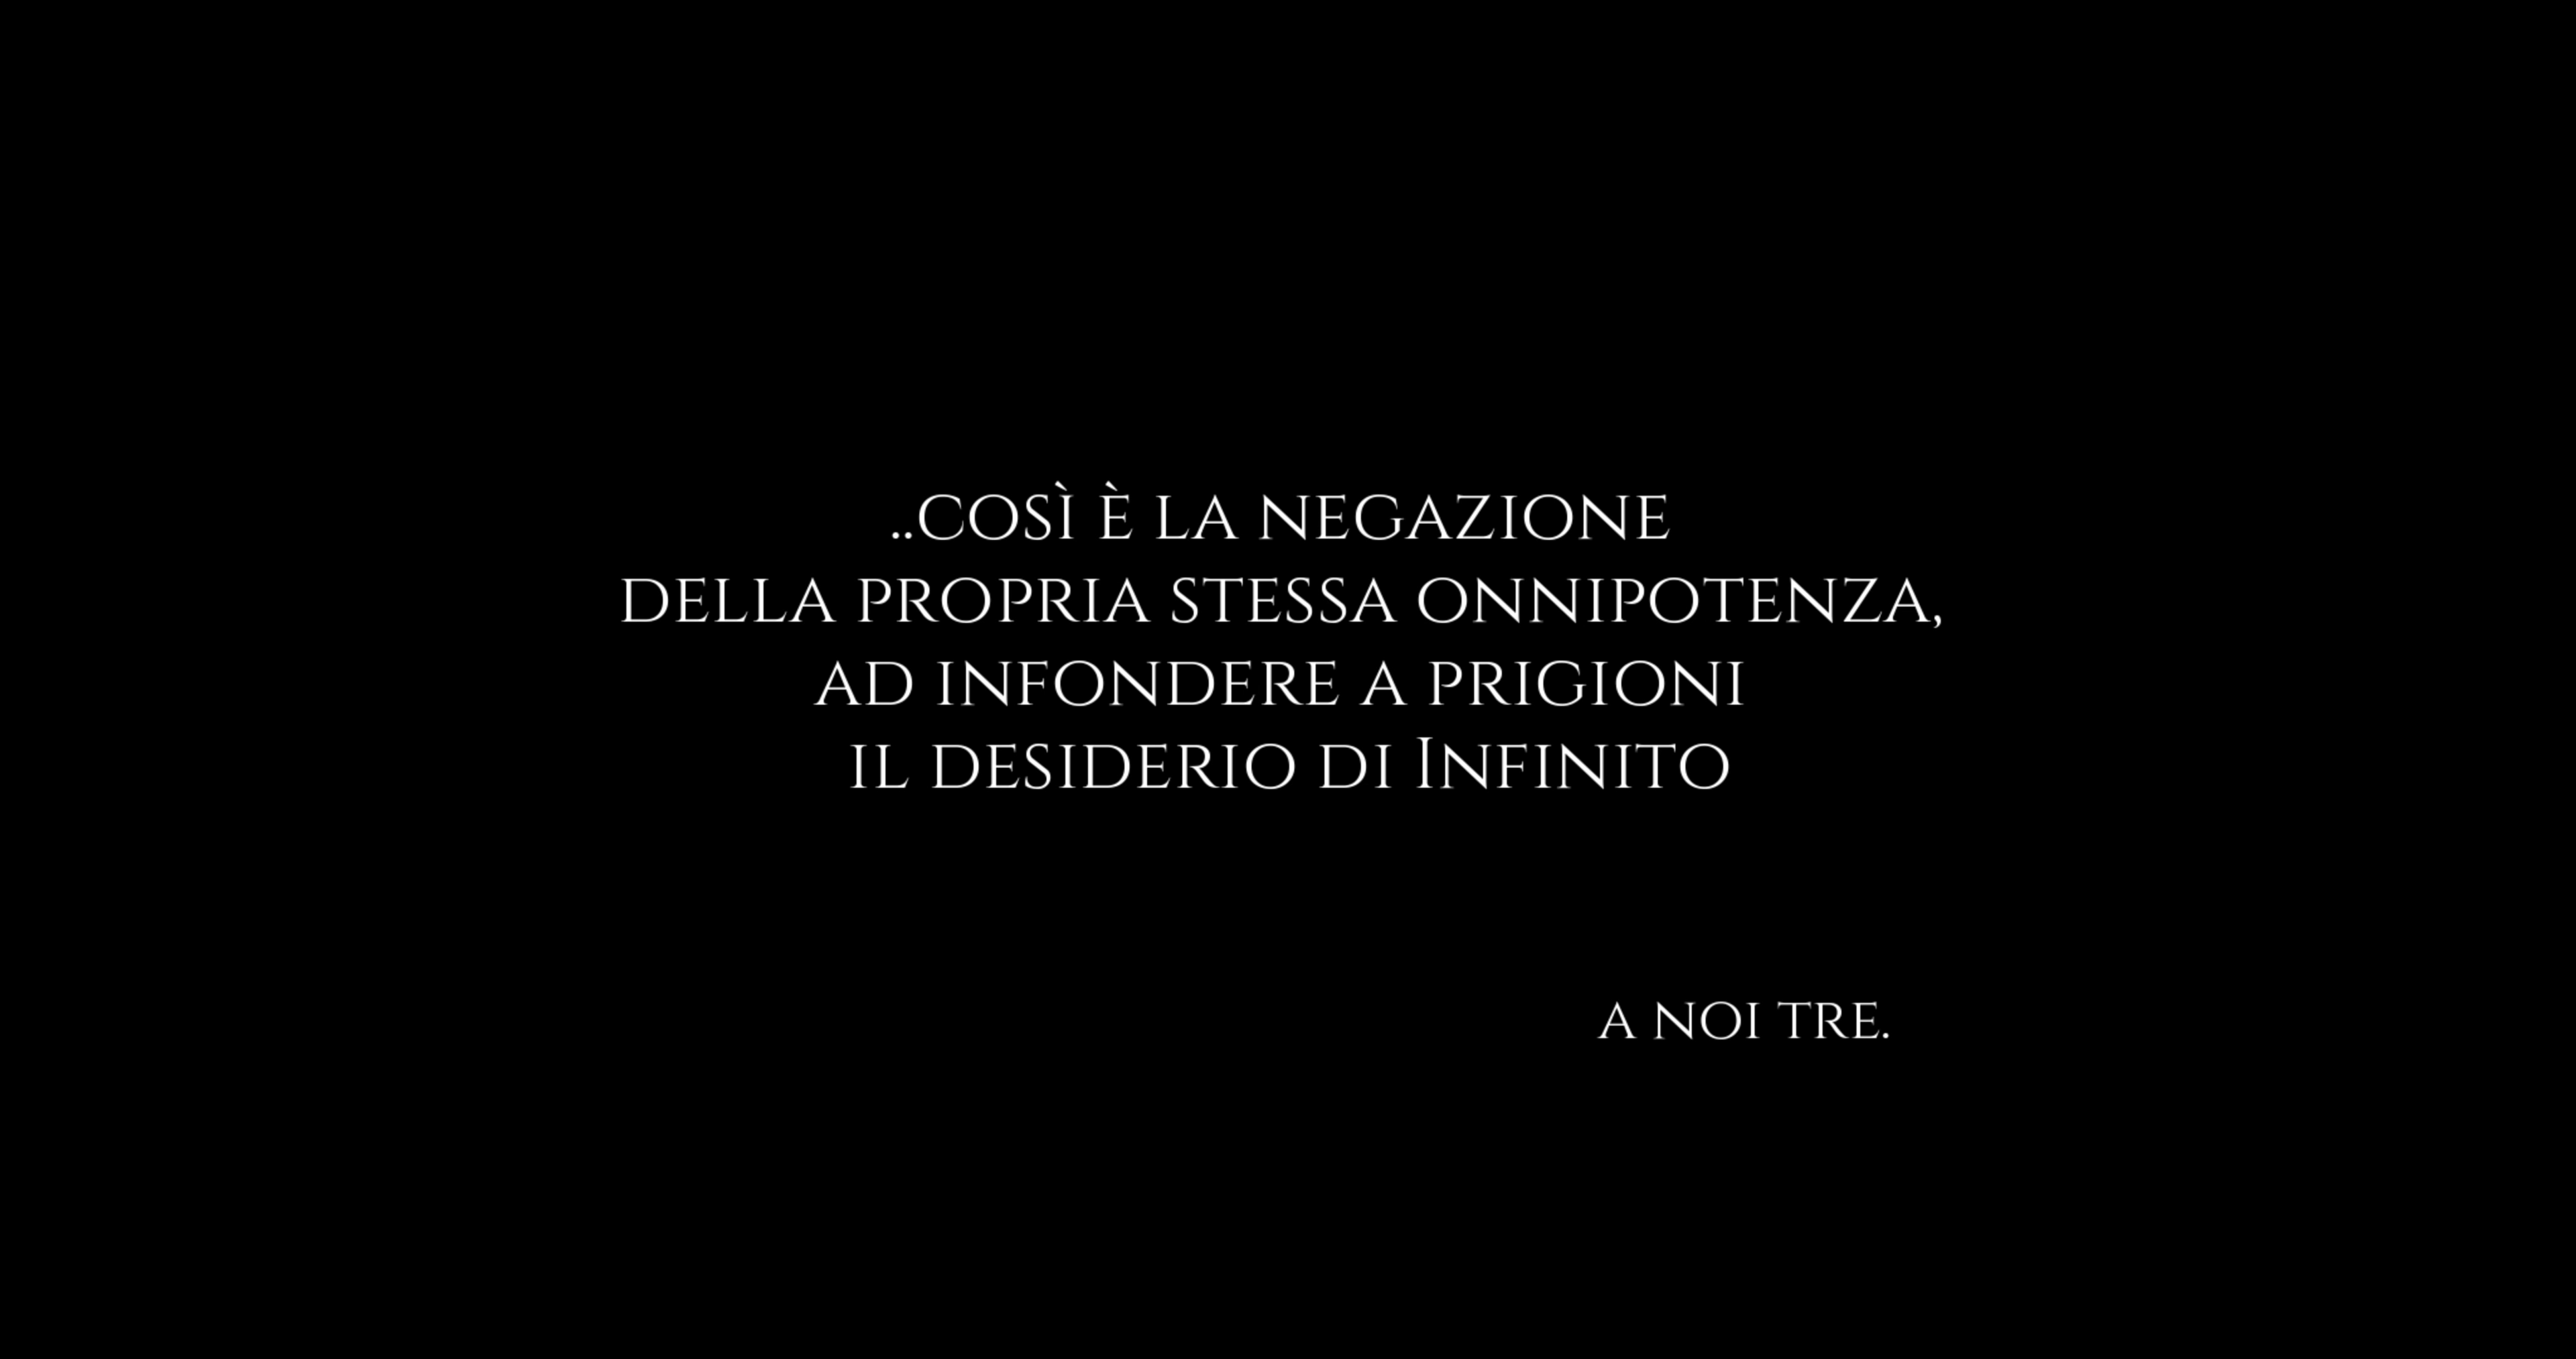 ..così è la negazione
della propria stessa onnipotenza,
ad infondere a prigioni
il desiderio di Infinito
a noi tre.